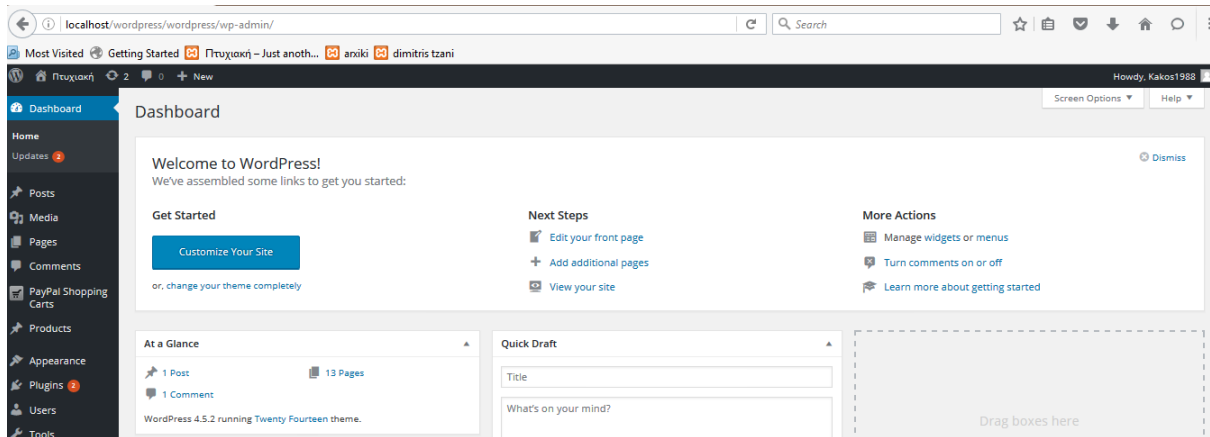 localhost/wordpress/wordpress/wp-admin/
Search
Most Visited Getting Started Πτυχιακή – Just anoth... arxiki dimitris tzani
Πτυχιακή 2 0 New Howdy, Kakos1988
Dashboard
Home
Updates 2
Posts
Media
Pages
Comments
PayPal Shopping
Carts
Products
Appearance
Plugins 2
Users
Tools
Screen Options Help
Dashboard
Welcome to WordPress! Dismiss
We've assembled some links to get you started:
Get Started
Customize Your Site
or, change your theme completely
Next Steps
Edit your front page
Add additional pages
View your site
More Actions
Manage widgets or menus
Turn comments on or off
Learn more about getting started
At a Glance
1 Post 13 Pages
1 Comment
WordPress 4.5.2 running Twenty Fourteen theme.
Quick Draft
Title
What's on your mind?
Drag boxes here